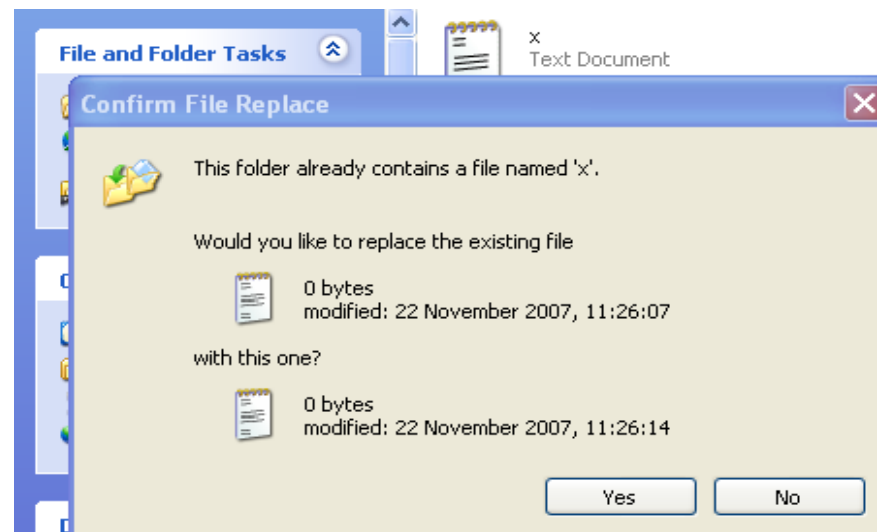 File and Folder Tasks
x
Text Document
Confirm File Replace
This folder already contains a file named 'x'.
Would you like to replace the existing file
0 bytes
modified: 22 November 2007, 11:26:07
with this one?
0 bytes
modified: 22 November 2007, 11:26:14
Yes
No